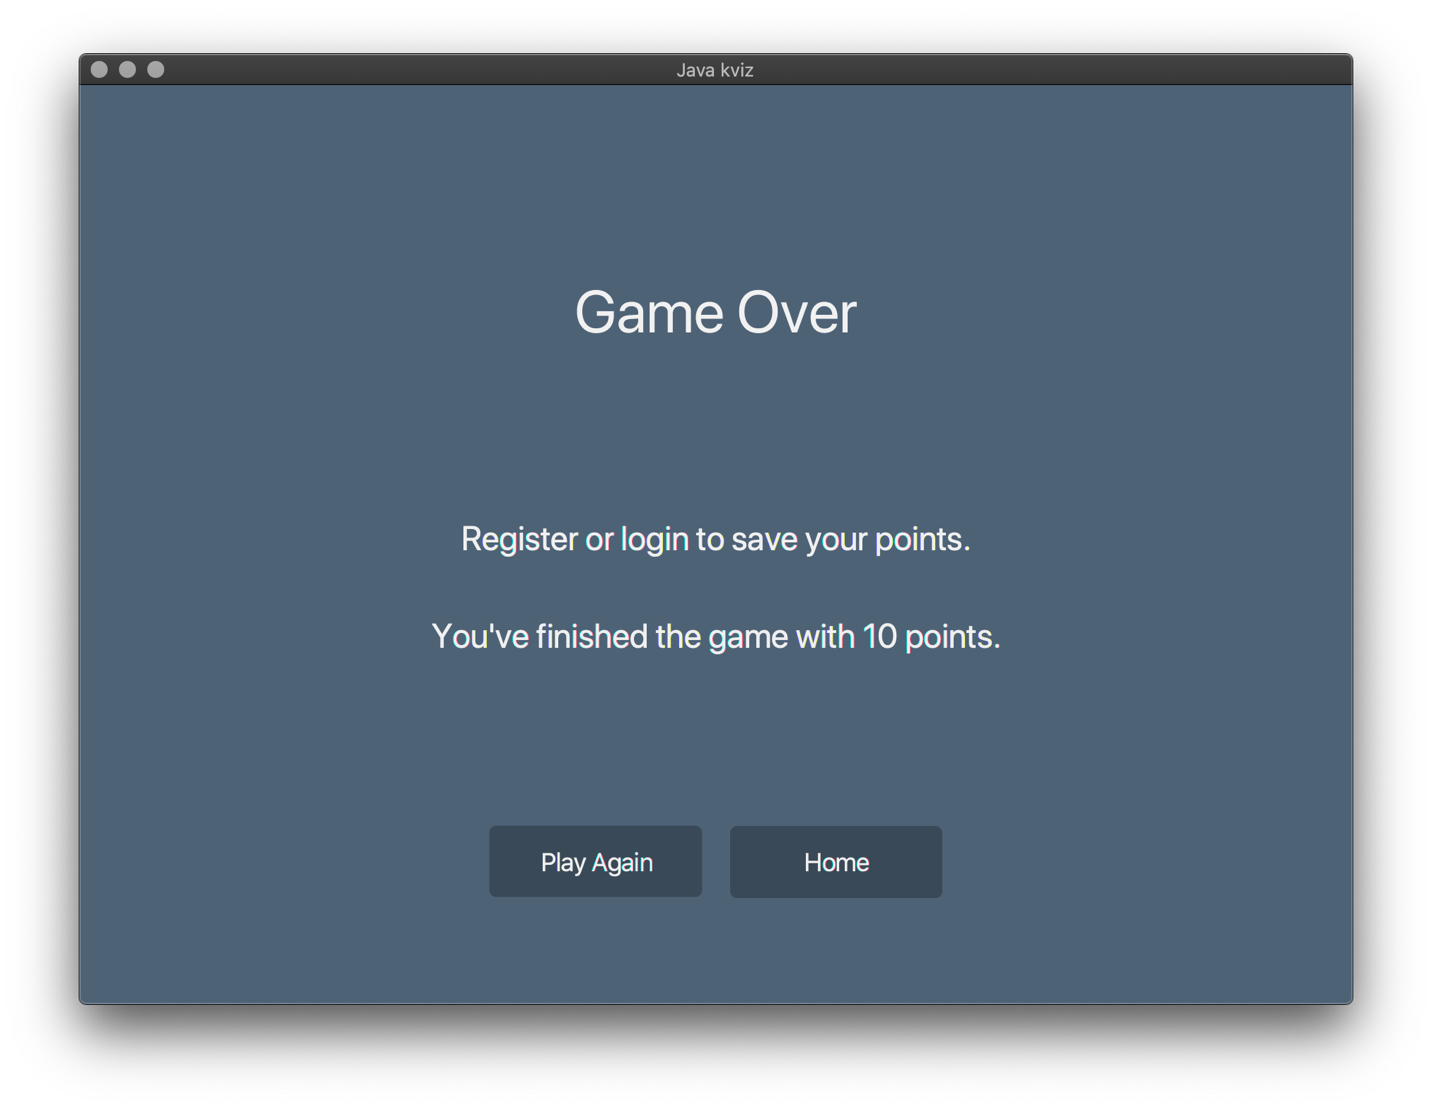 Java kviz
Game Over
Register or login to save your points.
You've finished the game with 10 points.
Play Again
Home